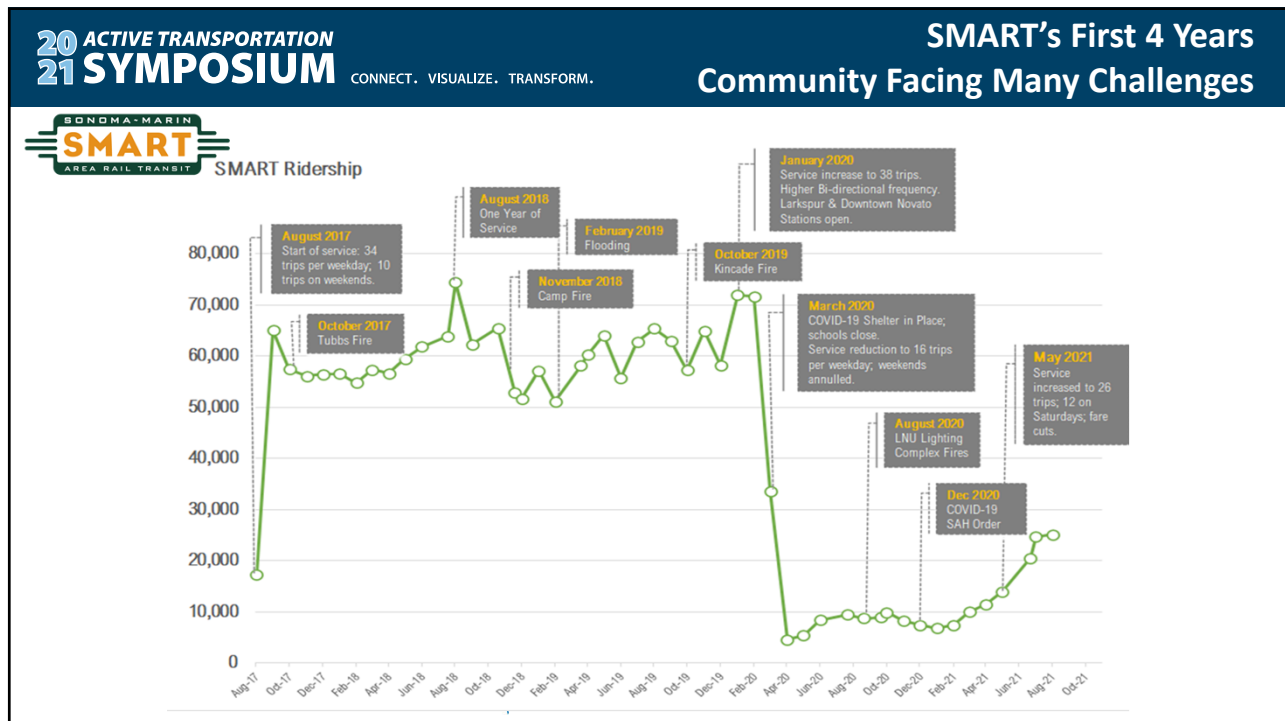 20
21
ACTIVE TRANSPORTATION
SYMPOSIUM
CONNECT. VISUALIZE. TRANSFORM.
SMART's First 4 Years
Community Facing Many Challenges
SONOMA-MARIN
SMART
AREA RAIL TRANSIT
SMART Ridership
August 2017
Start of service: 34
trips per weekday; 10
trips on weekends.
October 2017
Tubbs Fire
August 2018
One Year of
Service
November 2018
Camp Fire
February 2019
Flooding
October 2019
Kincade Fire
January 2020
Service increase to 38 trips.
Higher Bi-directional frequency.
Larkspur & Downtown Novato
Stations open.
March 2020
COVID-19 Shelter in Place;
schools close.
Service reduction to 16 trips
per weekday; weekends
annulled.
August 2020
LNU Lighting
Complex Fires
Dec 2020
COVID-19
SAH Order
May 2021
Service
increased to 26
trips; 12 on
Saturdays; fare
cuts.
80,000
70,000
60,000
50,000
40,000
30,000
20,000
10,000
0
Aug-17
Oct-17
Dec-17
Feb-18
Apr-18
Jun-18
Aug-18
Oct-18
Dec-18
Feb-19
Apr-19
Jun-19
Aug-19
Oct-19
Dec-19
Feb-20
Apr-20
Jun-20
Aug-20
Oct-20
Dec-20
Feb-21
Apr-21
Jun-21
Aug-21
Oct-21